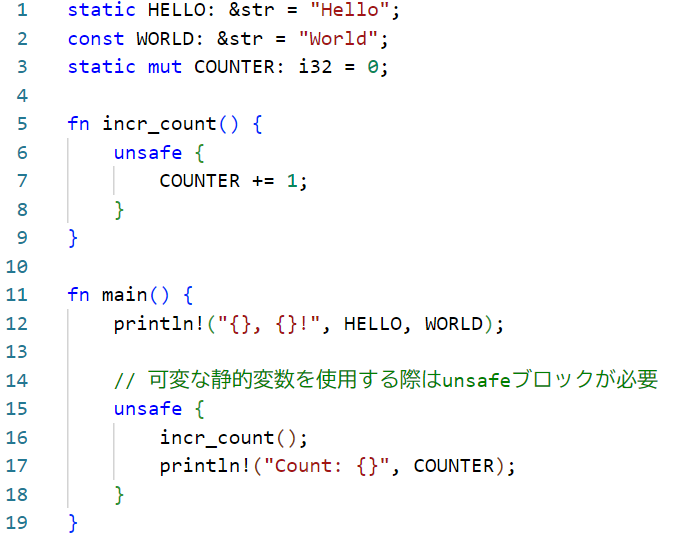 1 static HELLO: &str = "Hello";
2 const WORLD: &str = "World";
3 static mut COUNTER: i32 = 0;
4
5 fn incr_count() {
6     unsafe {
7         COUNTER += 1;
8     }
9 }
10
11 fn main() {
12     println!("{}, {}!", HELLO, WORLD);
13
14     // 可変な静的変数を使用する際はunsafeブロックが必要
15     unsafe {
16         incr_count();
17         println!("Count: {}", COUNTER);
18     }
19 }